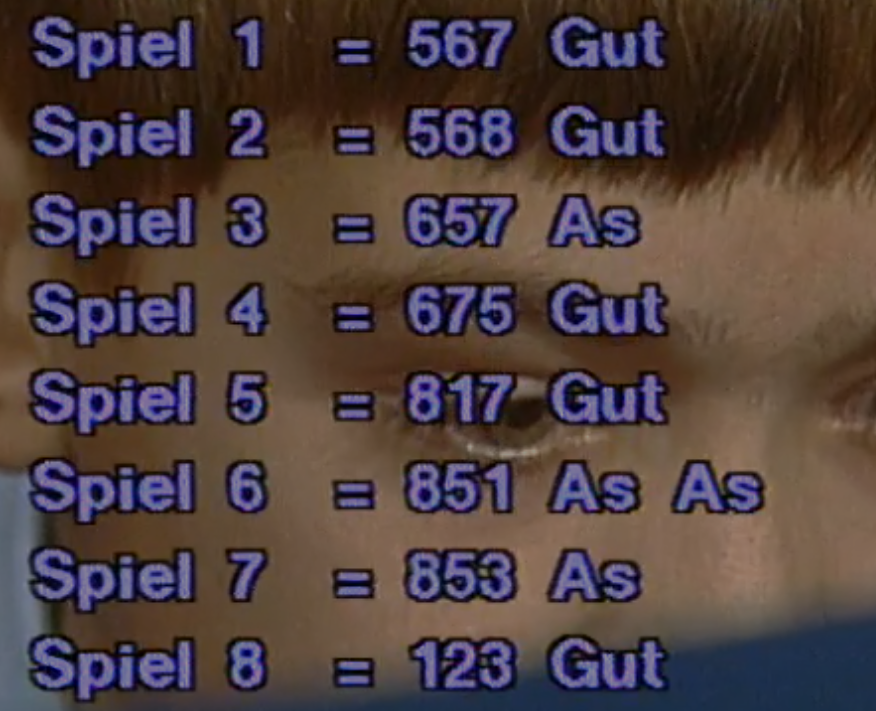 Spiel 1 = 567 Gut
Spiel 2 = 568 Gut
Spiel 3 = 657 As
Spiel 4 = 675 Gut
Spiel 5 = 817 Gut
Spiel 6 = 851 As As
Spiel 7 = 853 As
Spiel 8 = 123 Gut